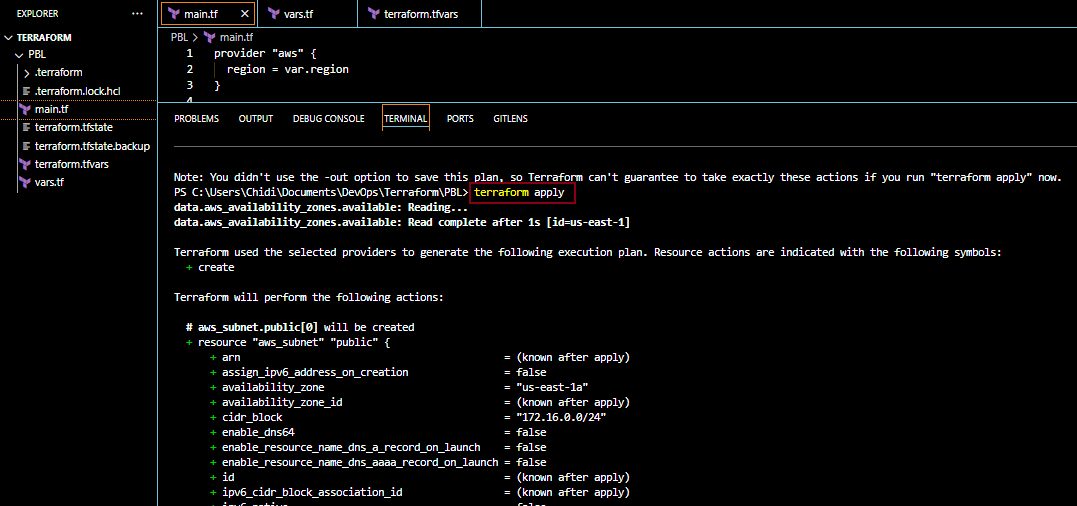 EXPLORER
...
TERRAFORM
PBL
.terraform
.terraform.lock.hcl
main.tf
terraform.tfstate
terraform.tfstate.backup
terraform.tfvars
vars.tf
main.tf
vars.tf
terraform.tfvars
PBL > main.tf
1 provider "aws" {
2 region = var.region
3 }
4
PROBLEMS OUTPUT DEBUG CONSOLE TERMINAL PORTS GITLENS
Note: You didn't use the -out option to save this plan, so Terraform can't guarantee to take exactly these actions if you run "terraform apply" now.
PS C:\Users\Chidi\Documents\DevOps\Terraform\PBL> terraform apply
data.aws_availability_zones.available: Reading...
data.aws_availability_zones.available: Read complete after 1s [id=us-east-1]
Terraform used the selected providers to generate the following execution plan. Resource actions are indicated with the following symbols:
+ create
Terraform will perform the following actions:
# aws_subnet.public[0] will be created
+ resource "aws_subnet" "public" {
+ arn = (known after apply)
+ assign_ipv6_address_on_creation = false
+ availability_zone = "us-east-1a"
+ availability_zone_id = (known after apply)
+ cidr_block = "172.16.0.0/24"
+ enable_dns64 = false
+ enable_resource_name_dns_a_record_on_launch = false
+ enable_resource_name_dns_aaaa_record_on_launch = false
+ id = (known after apply)
+ ipv6_cidr_block_association_id = (known after apply)
+ ipv6_native = false